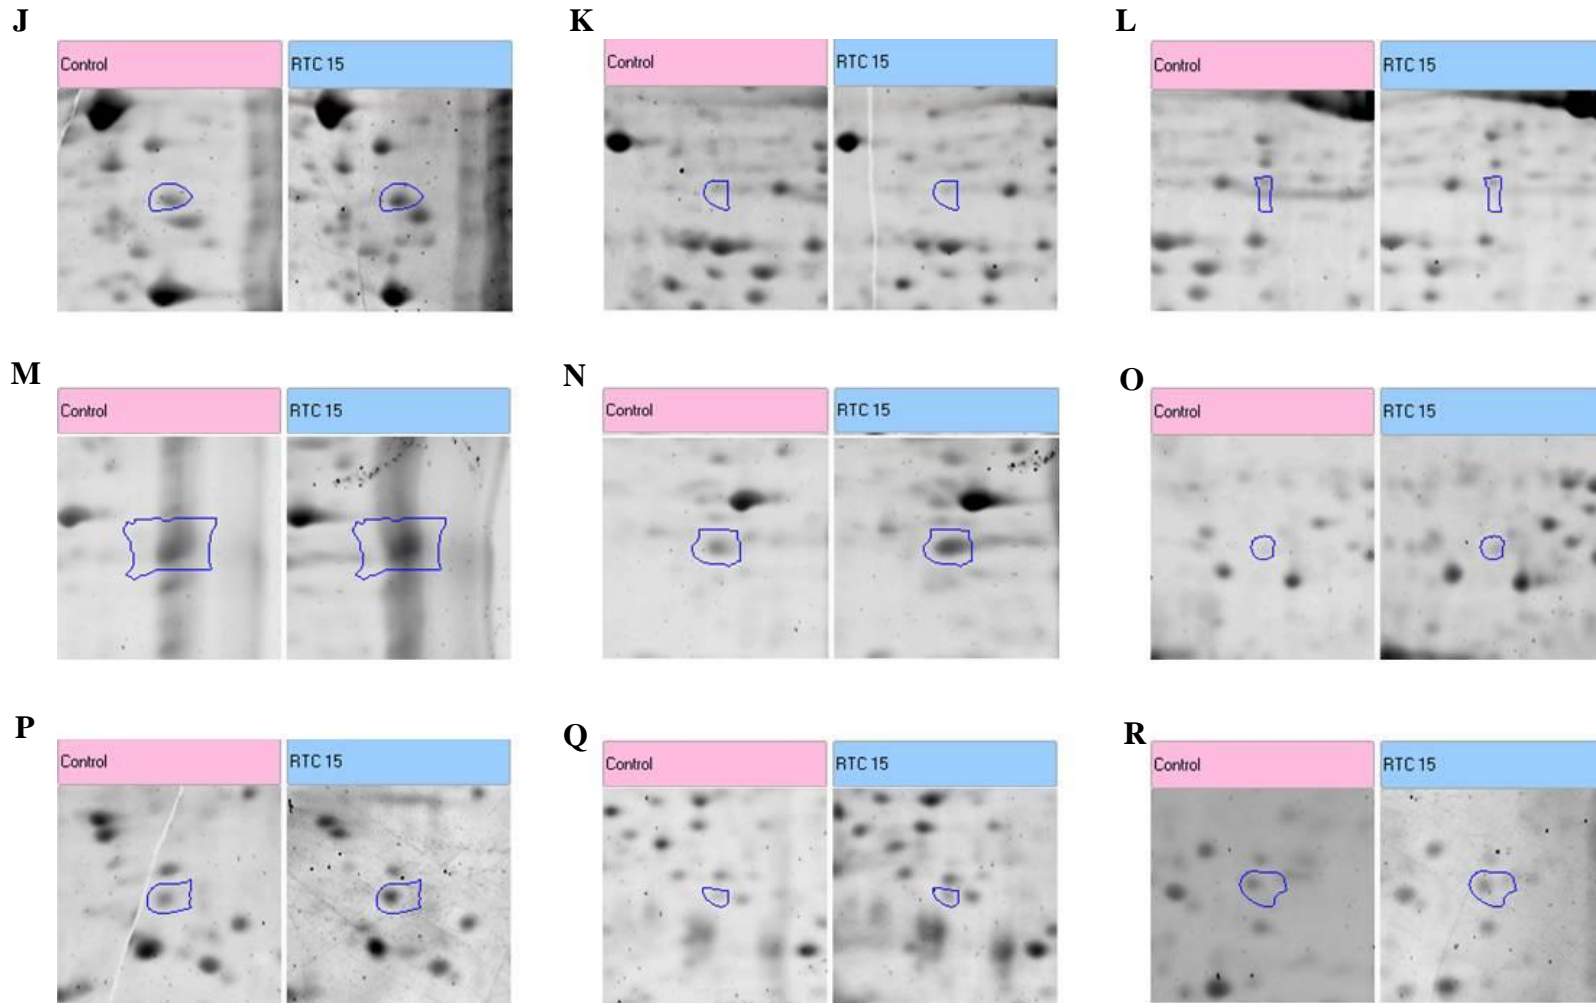 J K L
Control RTC 15 Control RTC 15 Control RTC 15
M N O
Control RTC 15 Control RTC 15 Control RTC 15
P Q R
Control RTC 15 Control RTC 15 Control RTC 15